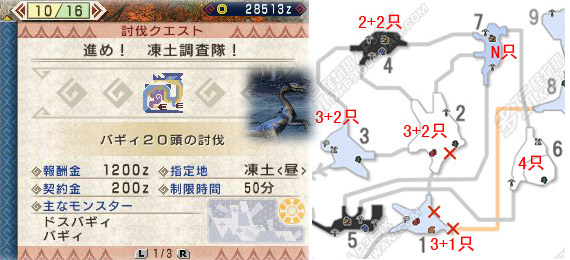 10/16
28513z
討伐クエスト
進め！ 凍土調査隊！
バギィ２０頭の討伐
報酬金 1200z
指定地 凍土<昼>
契約金 200z
制限時間 50分
主なモンスター
ドスバギィ
バギィ
L 1/3 R
2+2只
4
7
N只
9
3+2只
3
3+2只
2
8
6
4只
5
1
3+1只